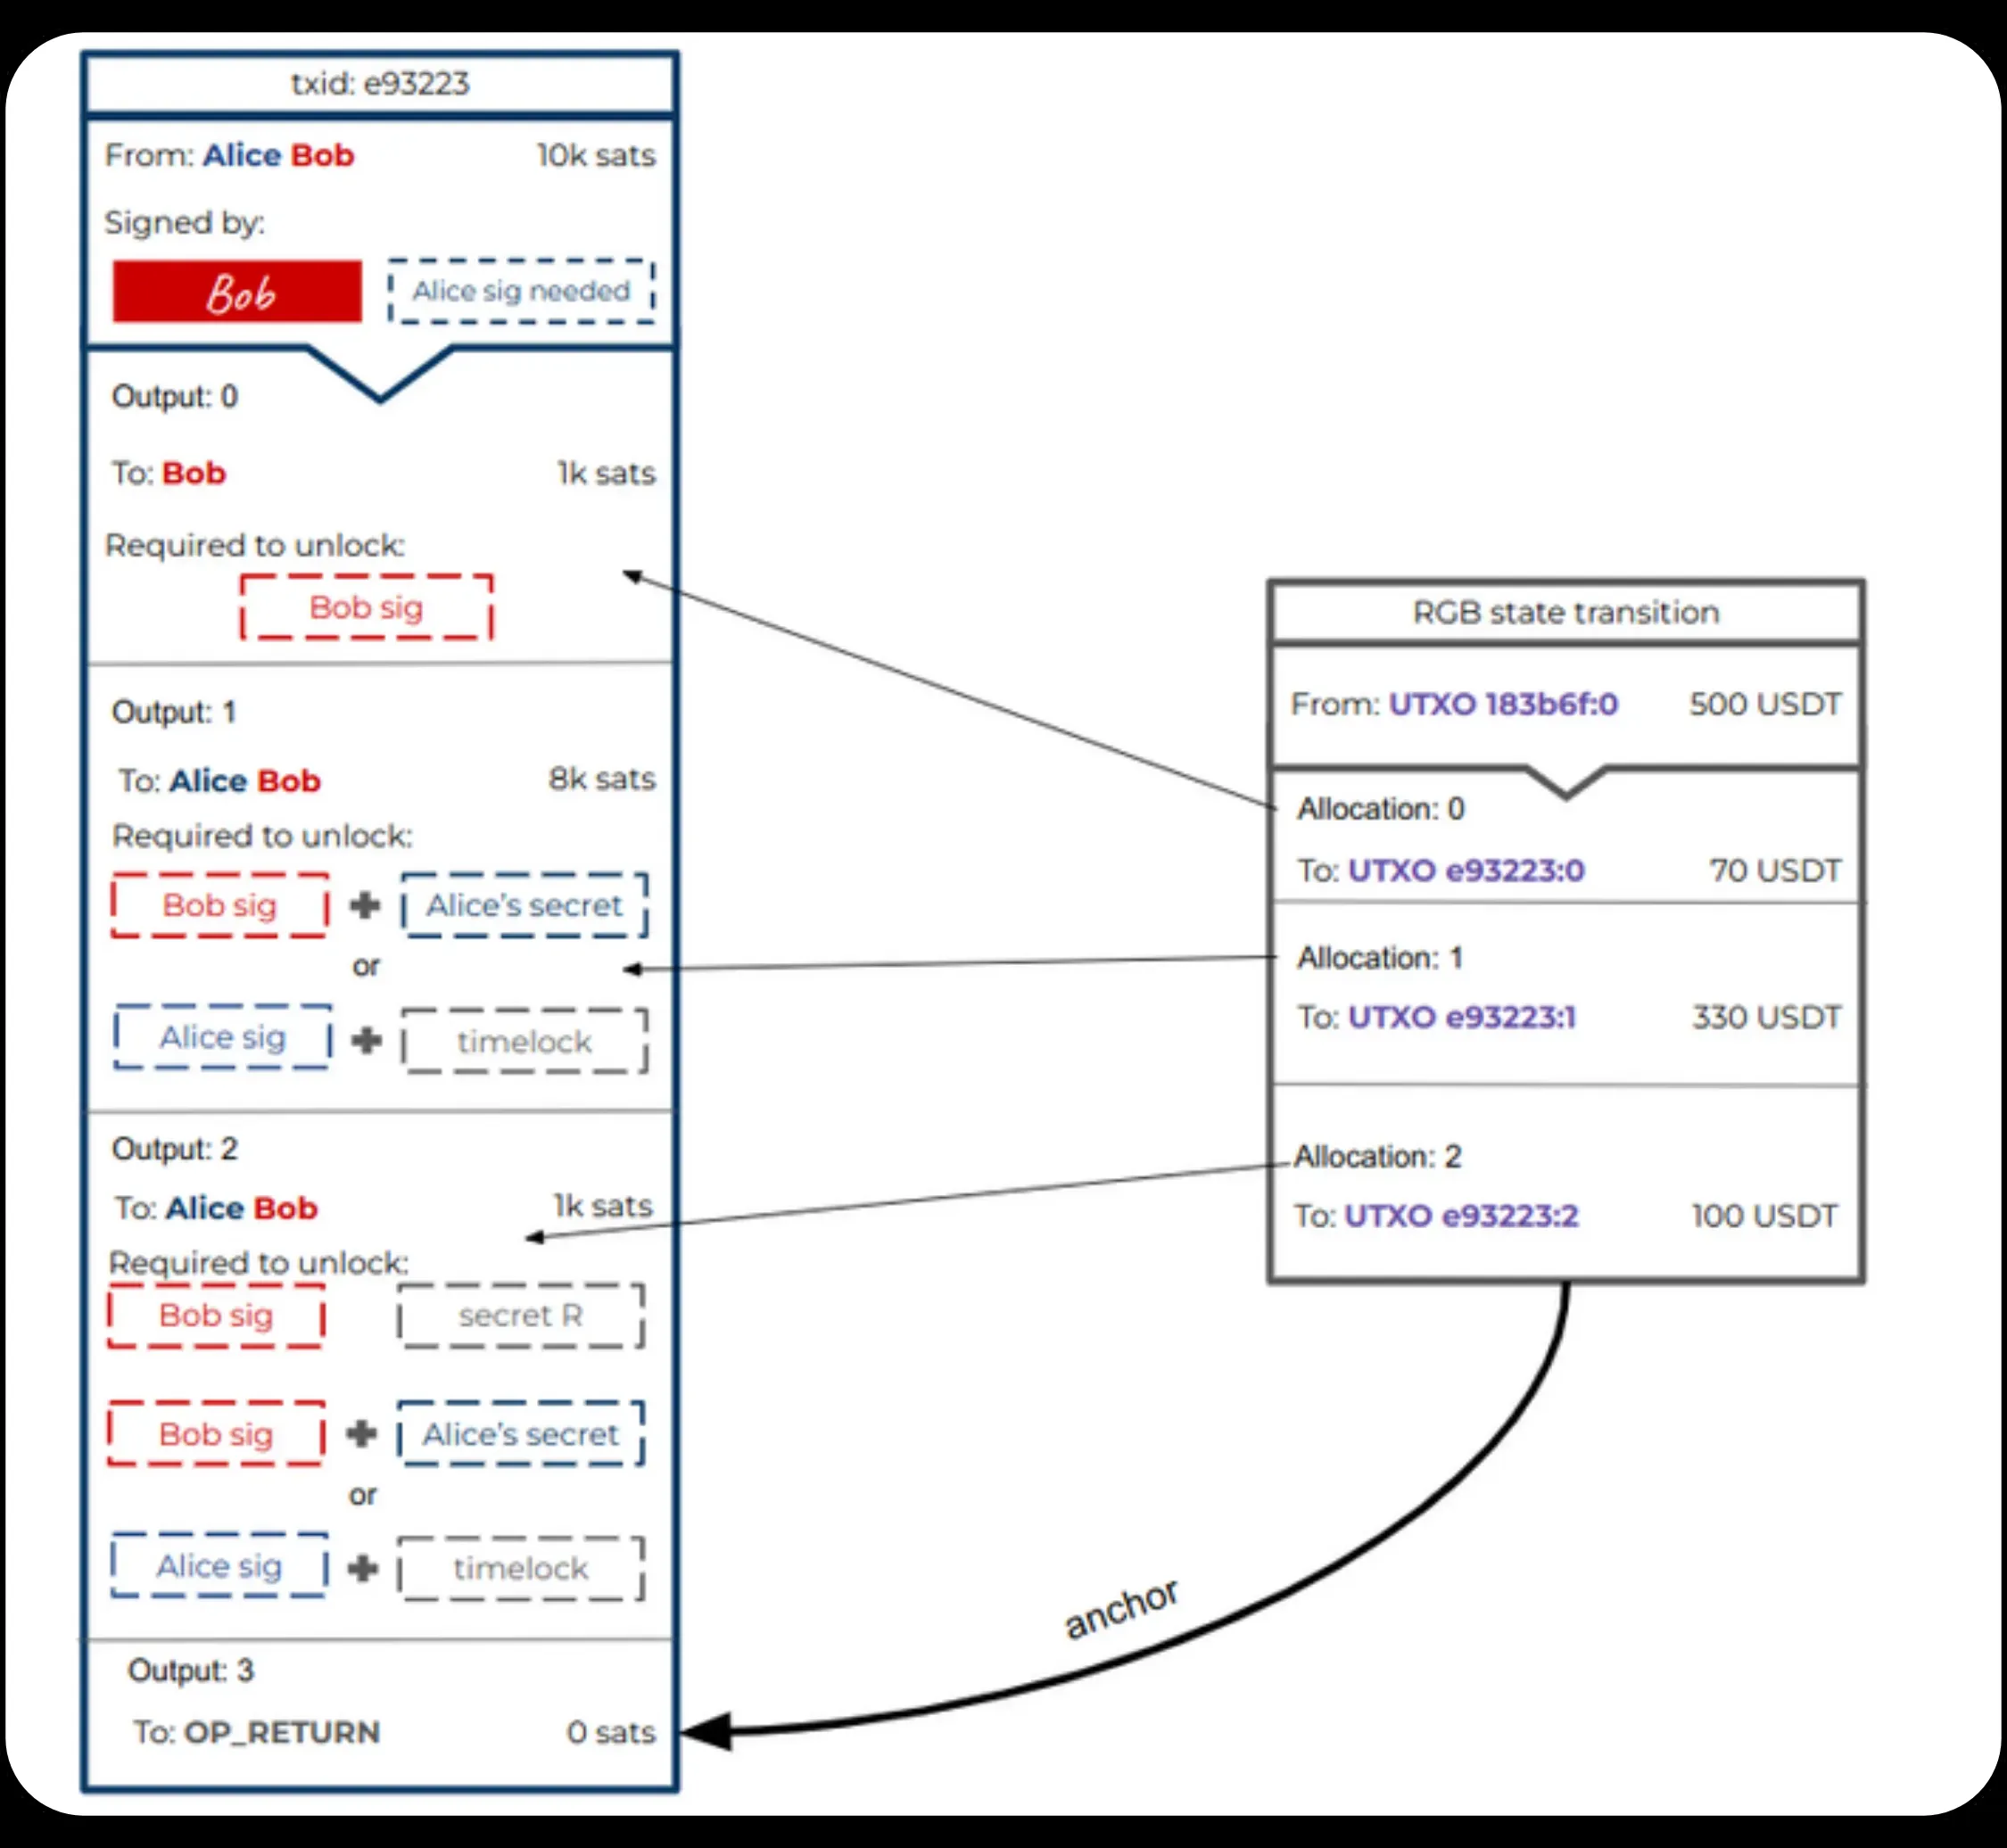 txid: e93223
From: Alice Bob 10k sats
Signed by:
Bob Alice sig needed
Output: 0
To: Bob 1k sats
Required to unlock:
Bob sig
Output: 1
To: Alice Bob 8k sats
Required to unlock:
Bob sig + Alice's secret
or
Alice sig + timelock
Output: 2
To: Alice Bob 1k sats
Required to unlock:
Bob sig secret R
Bob sig + Alice's secret
or
Alice sig + timelock
Output: 3
To: OP_RETURN 0 sats
RGB state transition
From: UTXO 183b6f:0 500 USDT
Allocation: 0
To: UTXO e93223:0 70 USDT
Allocation: 1
To: UTXO e93223:1 330 USDT
Allocation: 2
To: UTXO e93223:2 100 USDT
anchor